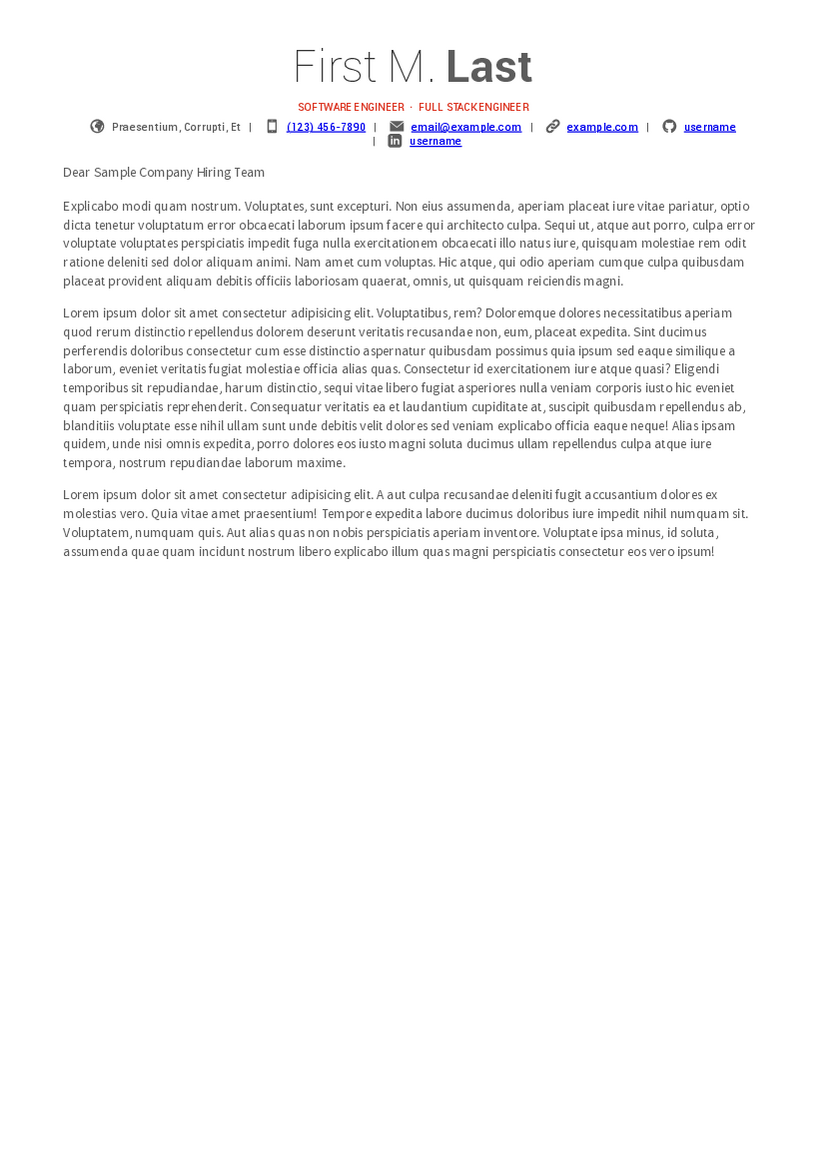 First M. Last
SOFTWARE ENGINEER · FULL STACK ENGINEER
Praesentium, Corrupti, Et | (123) 456-7890 | email@example.com | example.com | username
| username
Dear Sample Company Hiring Team
Explicabo modi quam nostrum. Voluptates, sunt excepturi. Non eius assumenda, aperiam placeat iure vitae pariatur, optio
dicta tenetur voluptatum error obcaecati laborum ipsum facere qui architecto culpa. Sequi ut, atque aut porro, culpa error
voluptate voluptates perspiciatis impedit fuga nulla exercitationem obcaecati illo natus iure, quisquam molestiae rem odit
ratione deleniti sed dolor aliquam animi. Nam amet cum voluptas. Hic atque, qui odio aperiam cumque culpa quibusdam
placeat provident aliquam debitis officiis laboriosam quaerat, omnis, ut quisquam reiciendis magni.
Lorem ipsum dolor sit amet consectetur adipisicing elit. Voluptatibus, rem? Doloremque dolores necessitatibus aperiam
quod rerum distinctio repellendus dolorem deserunt veritatis recusandae non, eum, placeat expedita. Sint ducimus
perferendis doloribus consectetur cum esse distinctio aspernatur quibusdam possimus quia ipsum sed eaque similique a
laborum, eveniet veritatis fugiat molestiae officia alias quas. Consectetur id exercitationem iure atque quasi? Eligendi
temporibus sit repudiandae, harum distinctio, sequi vitae libero fugiat asperiores nulla veniam corporis iusto hic eveniet
quam perspiciatis reprehenderit. Consequatur veritatis ea et laudantium cupiditate at, suscipit quibusdam repellendus ab,
blanditiis voluptate esse nihil ullam sunt unde debitis velit dolores sed veniam explicabo officia eaque neque! Alias ipsam
quidem, unde nisi omnis expedita, porro dolores eos iusto magni soluta ducimus ullam repellendus culpa atque iure
tempora, nostrum repudiandae laborum maxime.
Lorem ipsum dolor sit amet consectetur adipisicing elit. A aut culpa recusandae deleniti fugit accusantium dolores ex
molestias vero. Quia vitae amet praesentium! Tempore expedita labore ducimus doloribus iure impedit nihil numquam sit.
Voluptatem, numquam quis. Aut alias quas non nobis perspiciatis aperiam inventore. Voluptate ipsa minus, id soluta,
assumenda quae quam incidunt nostrum libero explicabo illum quas magni perspiciatis consectetur eos vero ipsum!